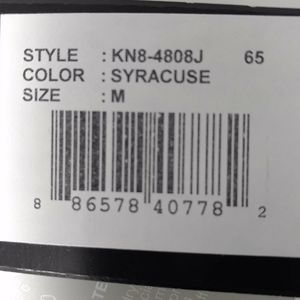 STYLE : KN8-4808J 65
COLOR : SYRACUSE
SIZE : M
8 86578 40778 2